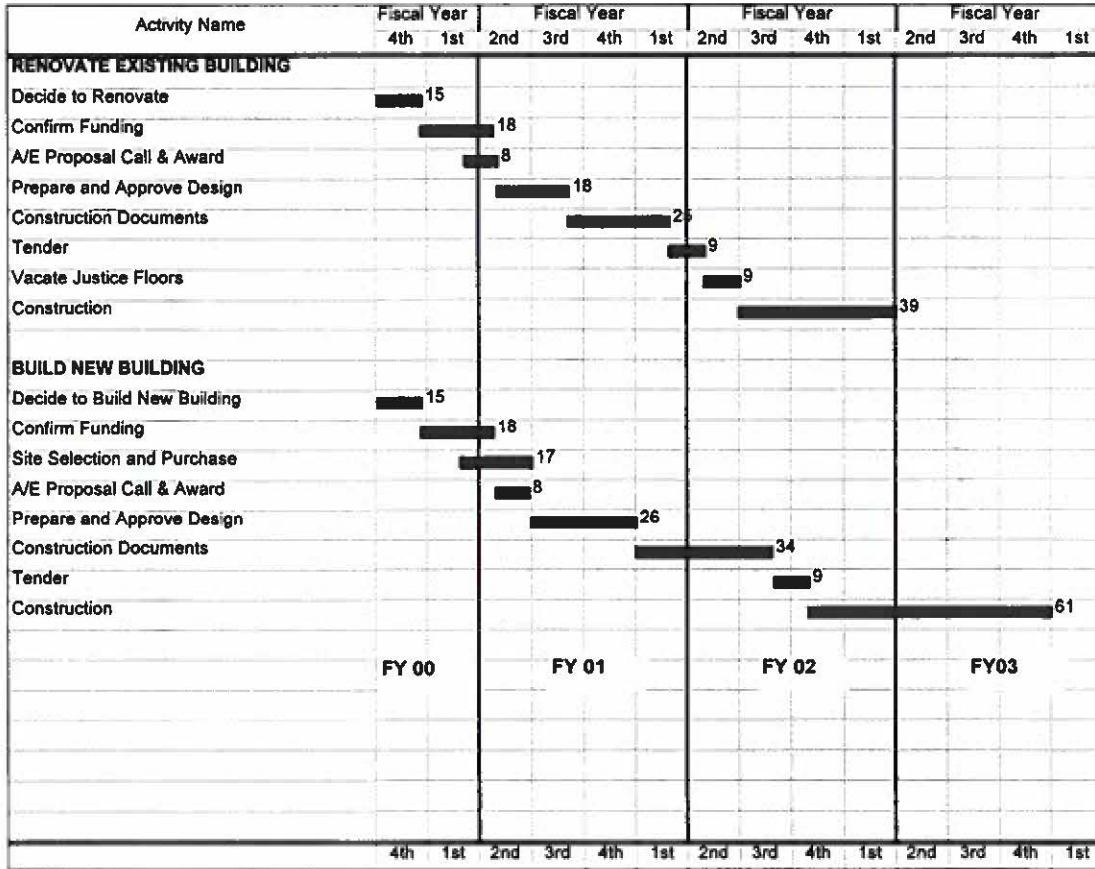 Activity Name
Fiscal Year Fiscal Year Fiscal Year Fiscal Year
4th 1st 2nd 3rd 4th 1st 2nd 3rd 4th 1st 2nd 3rd 4th 1st
RENOVATE EXISTING BUILDING
Decide to Renovate 15
Confirm Funding 18
A/E Proposal Call & Award 8
Prepare and Approve Design 18
Construction Documents
Tender 9
Vacate Justice Floors 9
Construction 39
BUILD NEW BUILDING
Decide to Build New Building 15
Confirm Funding 18
Site Selection and Purchase 17
A/E Proposal Call & Award 8
Prepare and Approve Design 26
Construction Documents 34
Tender 9
Construction 61
FY 00 FY 01 FY 02 FY03
4th 1st 2nd 3rd 4th 1st 2nd 3rd 4th 1st 2nd 3rd 4th 1st